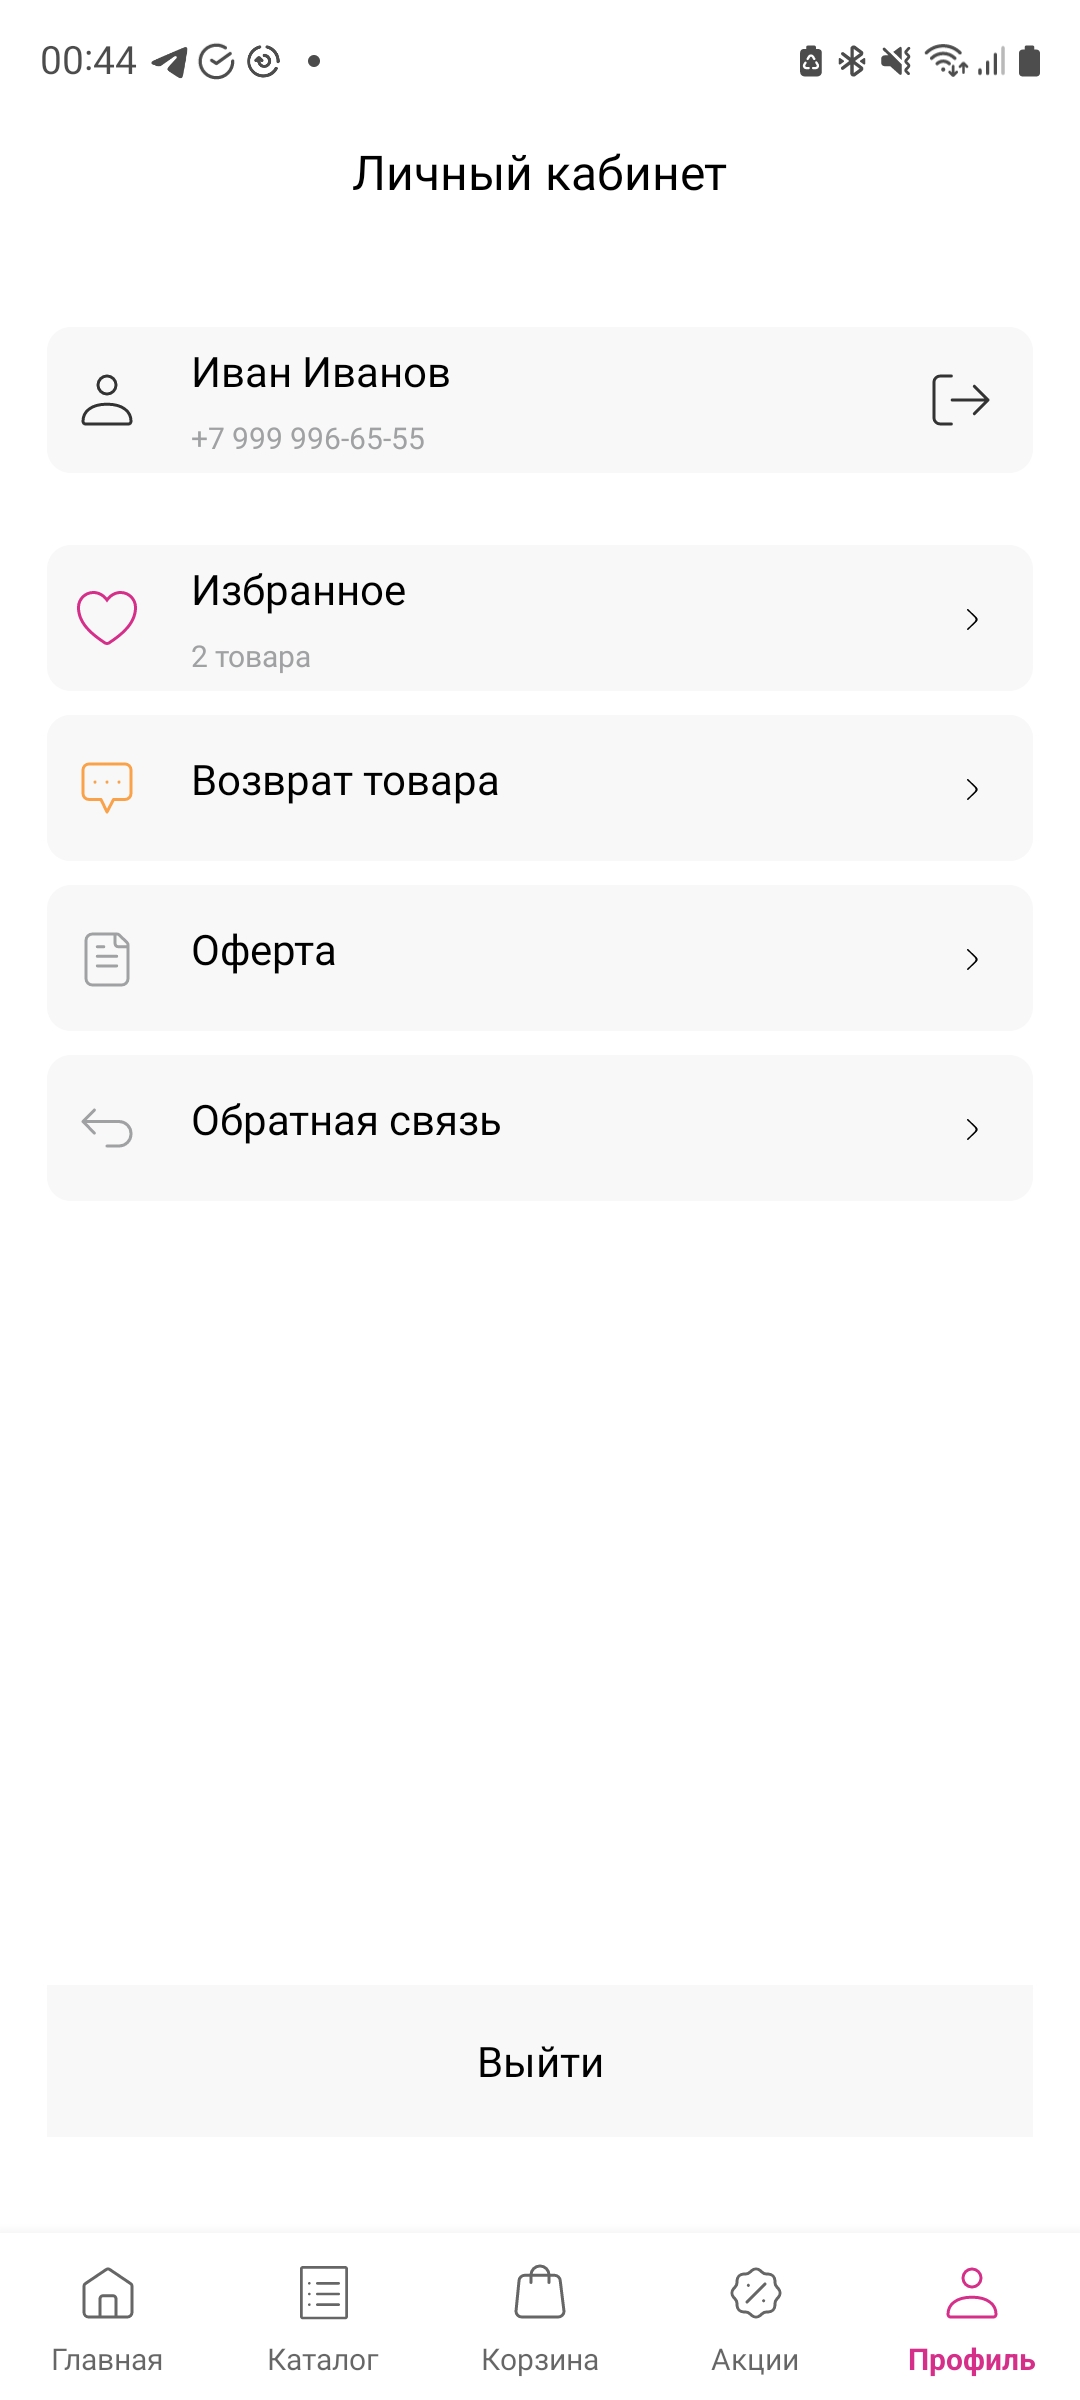 00:44
Личный кабинет
Иван Иванов
+7 999 996-65-55
Избранное
2 товара
Возврат товара
Оферта
Обратная связь
Выйти
Главная
Каталог
Корзина
Акции
Профиль